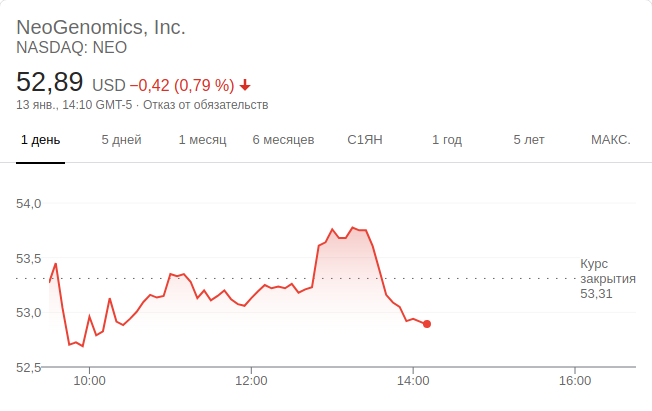 NeoGenomics, Inc.
NASDAQ: NEO
52,89 USD −0,42 (0,79 %)
13 янв., 14:10 GMT-5 · Отказ от обязательств
1 день 5 дней 1 месяц 6 месяцев С1ЯН 1 год 5 лет МАКС.
54,0
53,5
Курс
закрытия
53,31
53,0
52,5
10:00 12:00 14:00 16:00